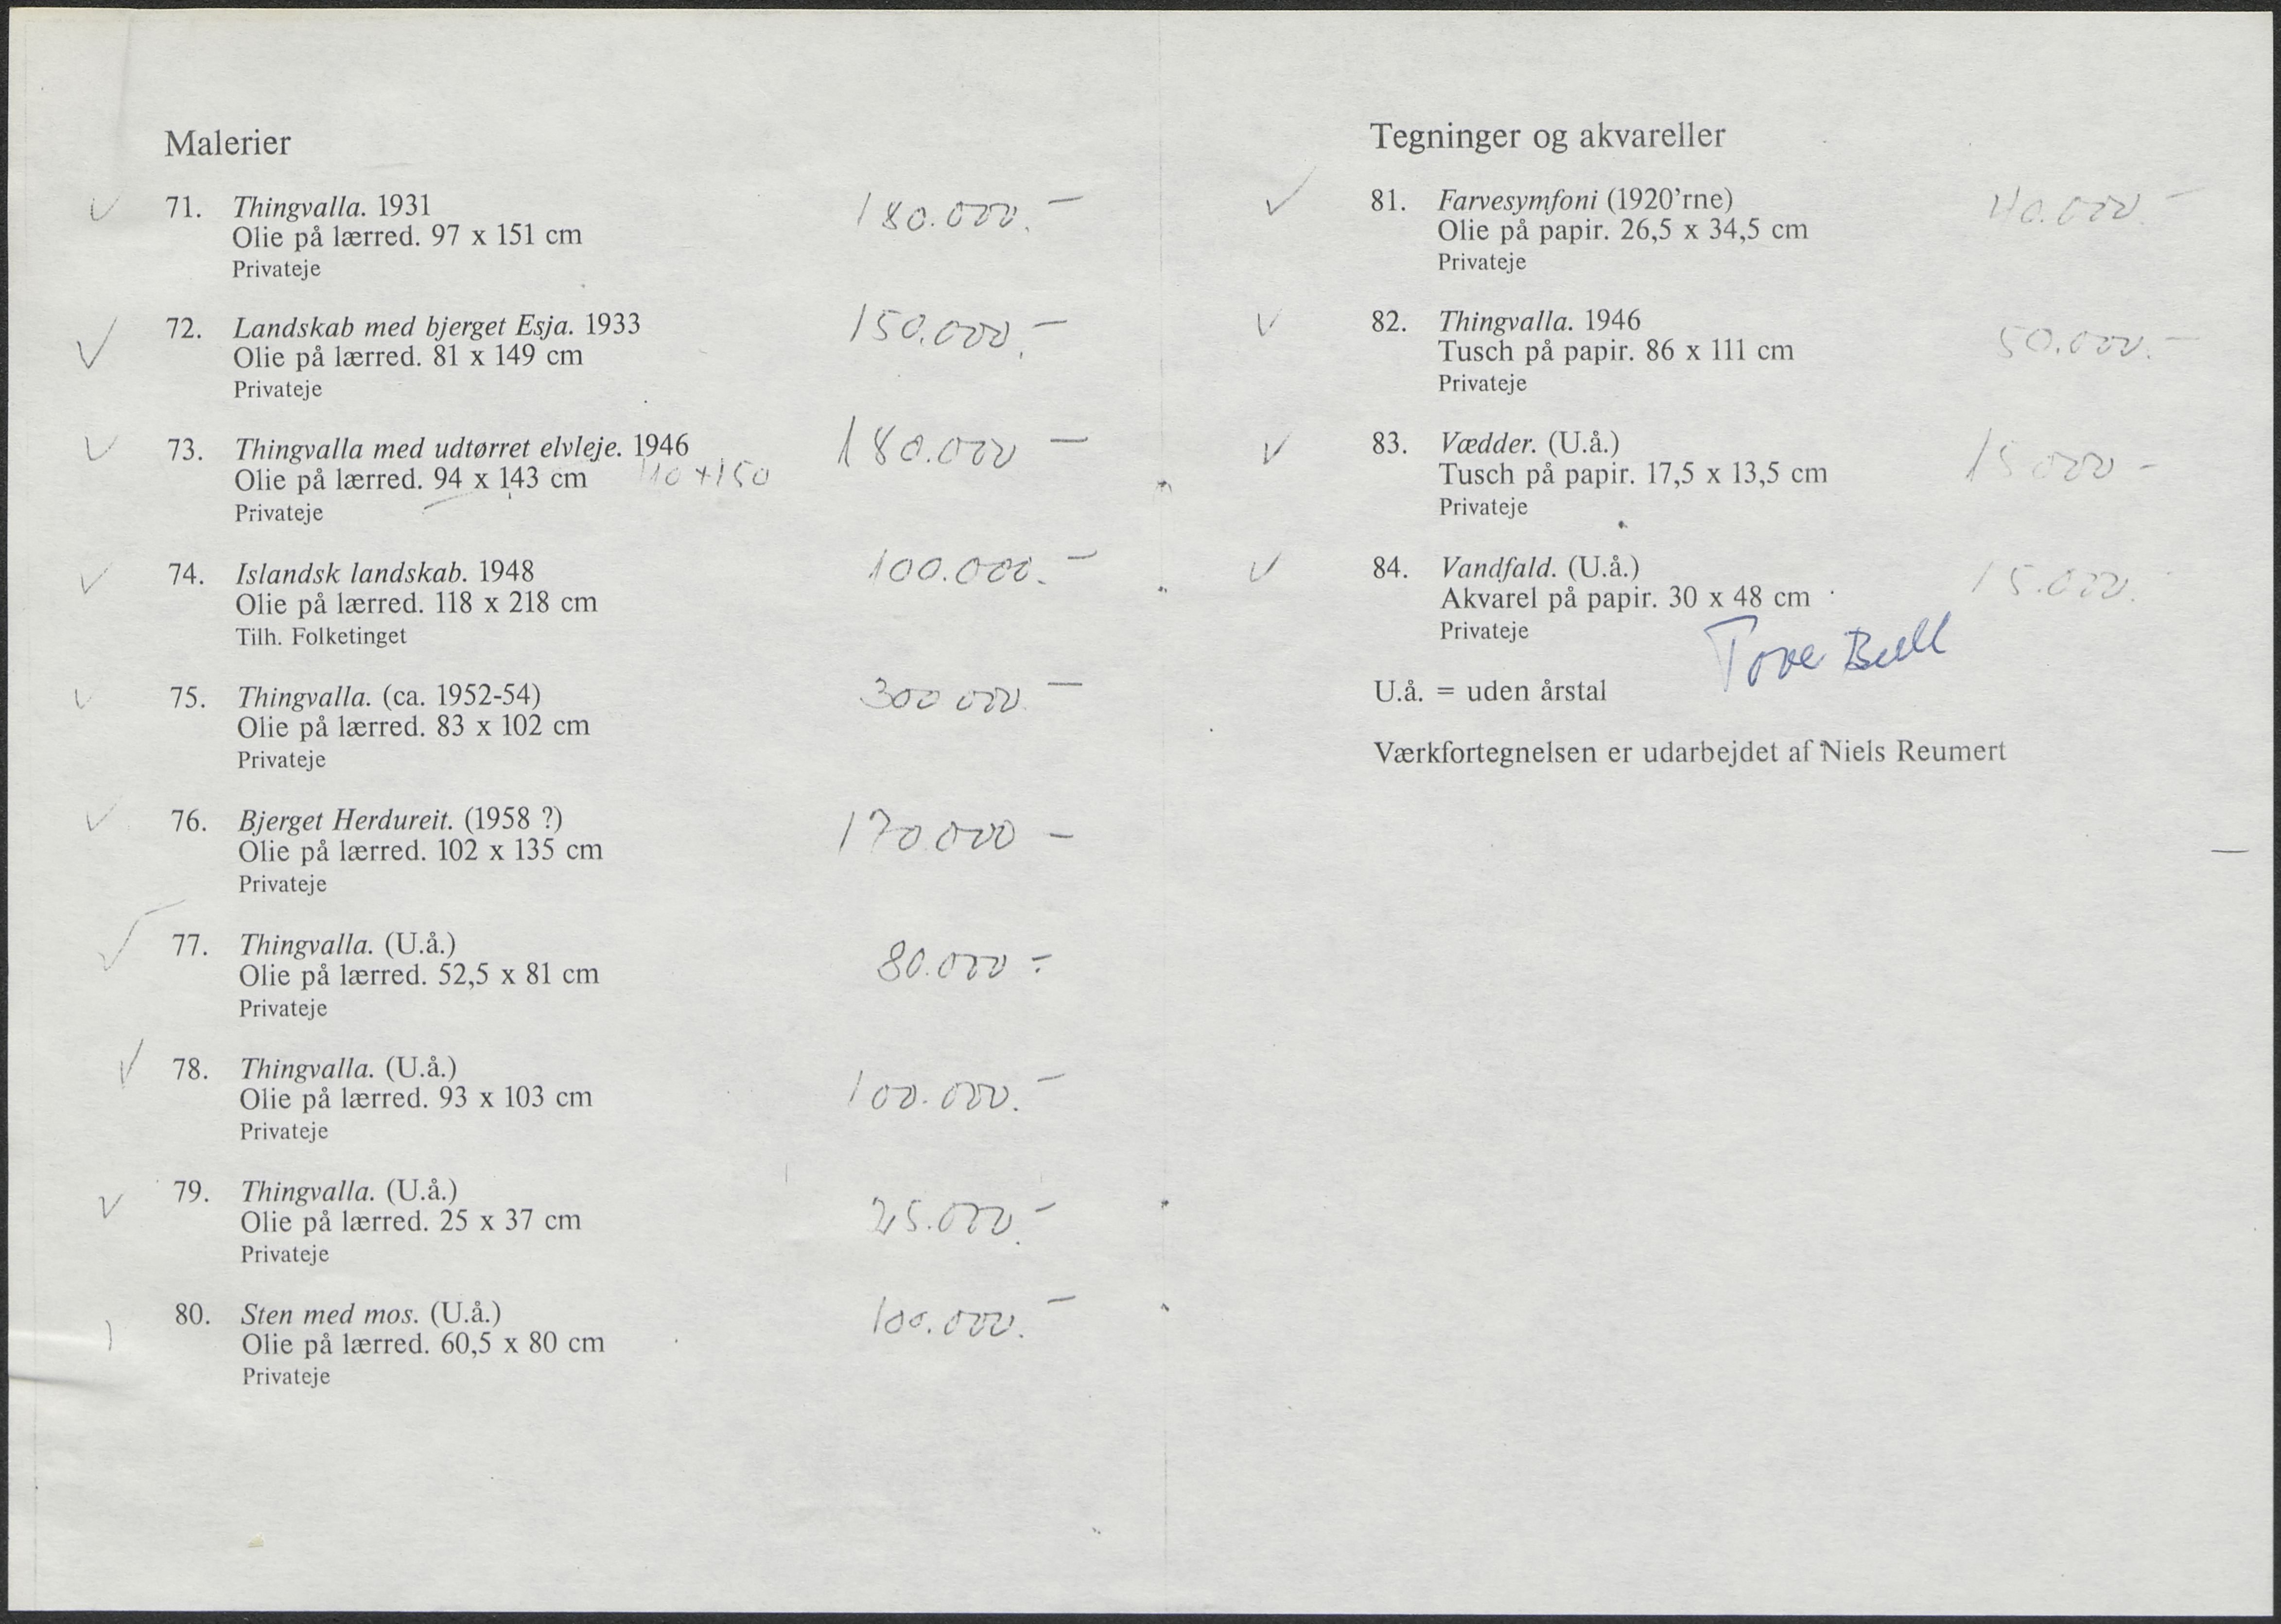 Malerier
71. Thingvalla. 1931 180.000.-
Olie på lærred. 97 x 151 cm
Privateje
72. Landskab med bjerget Esja. 1933 150.000.-
Olie på lærred. 81 x 149 cm
Privateje
73. Thingvalla med udtørret elvleje. 1946 180.000 -
Olie på lærred. 94 x 143 cm 110 x 150
Privateje
74. Islandsk landskab. 1948 100.000.-
Olie på lærred. 118 x 218 cm
Tilh. Folketinget
75. Thingvalla. (ca. 1952-54) 300 000.-
Olie på lærred. 83 x 102 cm
Privateje
76. Bjerget Herdureit. (1958 ?) 170.000 -
Olie på lærred. 102 x 135 cm
Privateje
77. Thingvalla. (U.å.) 80.000.-
Olie på lærred. 52,5 x 81 cm
Privateje
78. Thingvalla. (U.å.) 100.000.-
Olie på lærred. 93 x 103 cm
Privateje
79. Thingvalla. (U.å.) 25.000.-
Olie på lærred. 25 x 37 cm
Privateje
80. Sten med mos. (U.å.) 100.000.-
Olie på lærred. 60,5 x 80 cm
Privateje
Tegninger og akvareller
81. Farvesymfoni (1920'rne) 40.000.-
Olie på papir. 26,5 x 34,5 cm
Privateje
82. Thingvalla. 1946 50.000.-
Tusch på papir. 86 x 111 cm
Privateje
83. Vædder. (U.å.) 15000 -
Tusch på papir. 17,5 x 13,5 cm
Privateje
84. Vandfald. (U.å.) 15.000.-
Akvarel på papir. 30 x 48 cm
Privateje
Tove Bull
U.å. = uden årstal
Værkfortegnelsen er udarbejdet af Niels Reumert